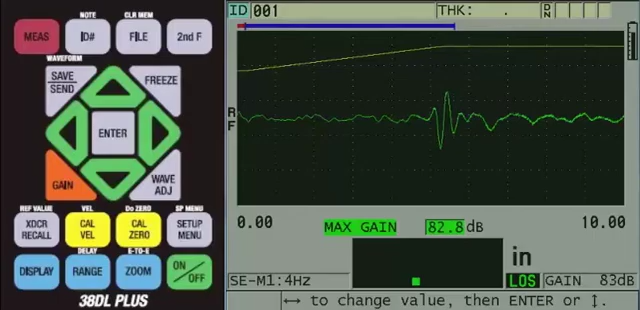 NOTE CLR MEM
MEAS ID# FILE 2nd F
WAVEFORM
SAVE
SEND
FREEZE
ENTER
GAIN
WAVE
ADJ
REF VALUE VEL Do ZERO SP MENU
XDCR
RECALL
CAL
VEL
CAL
ZERO
SETUP
MENU
DELAY E-TO-E
DISPLAY RANGE ZOOM ON/OFF
38DL PLUS
ID 001 THK: . DN
RF
0.00 10.00
MAX GAIN 82.8 dB
in
SE-M1:4Hz LOS GAIN 83dB
↔ to change value, then ENTER or ↕.